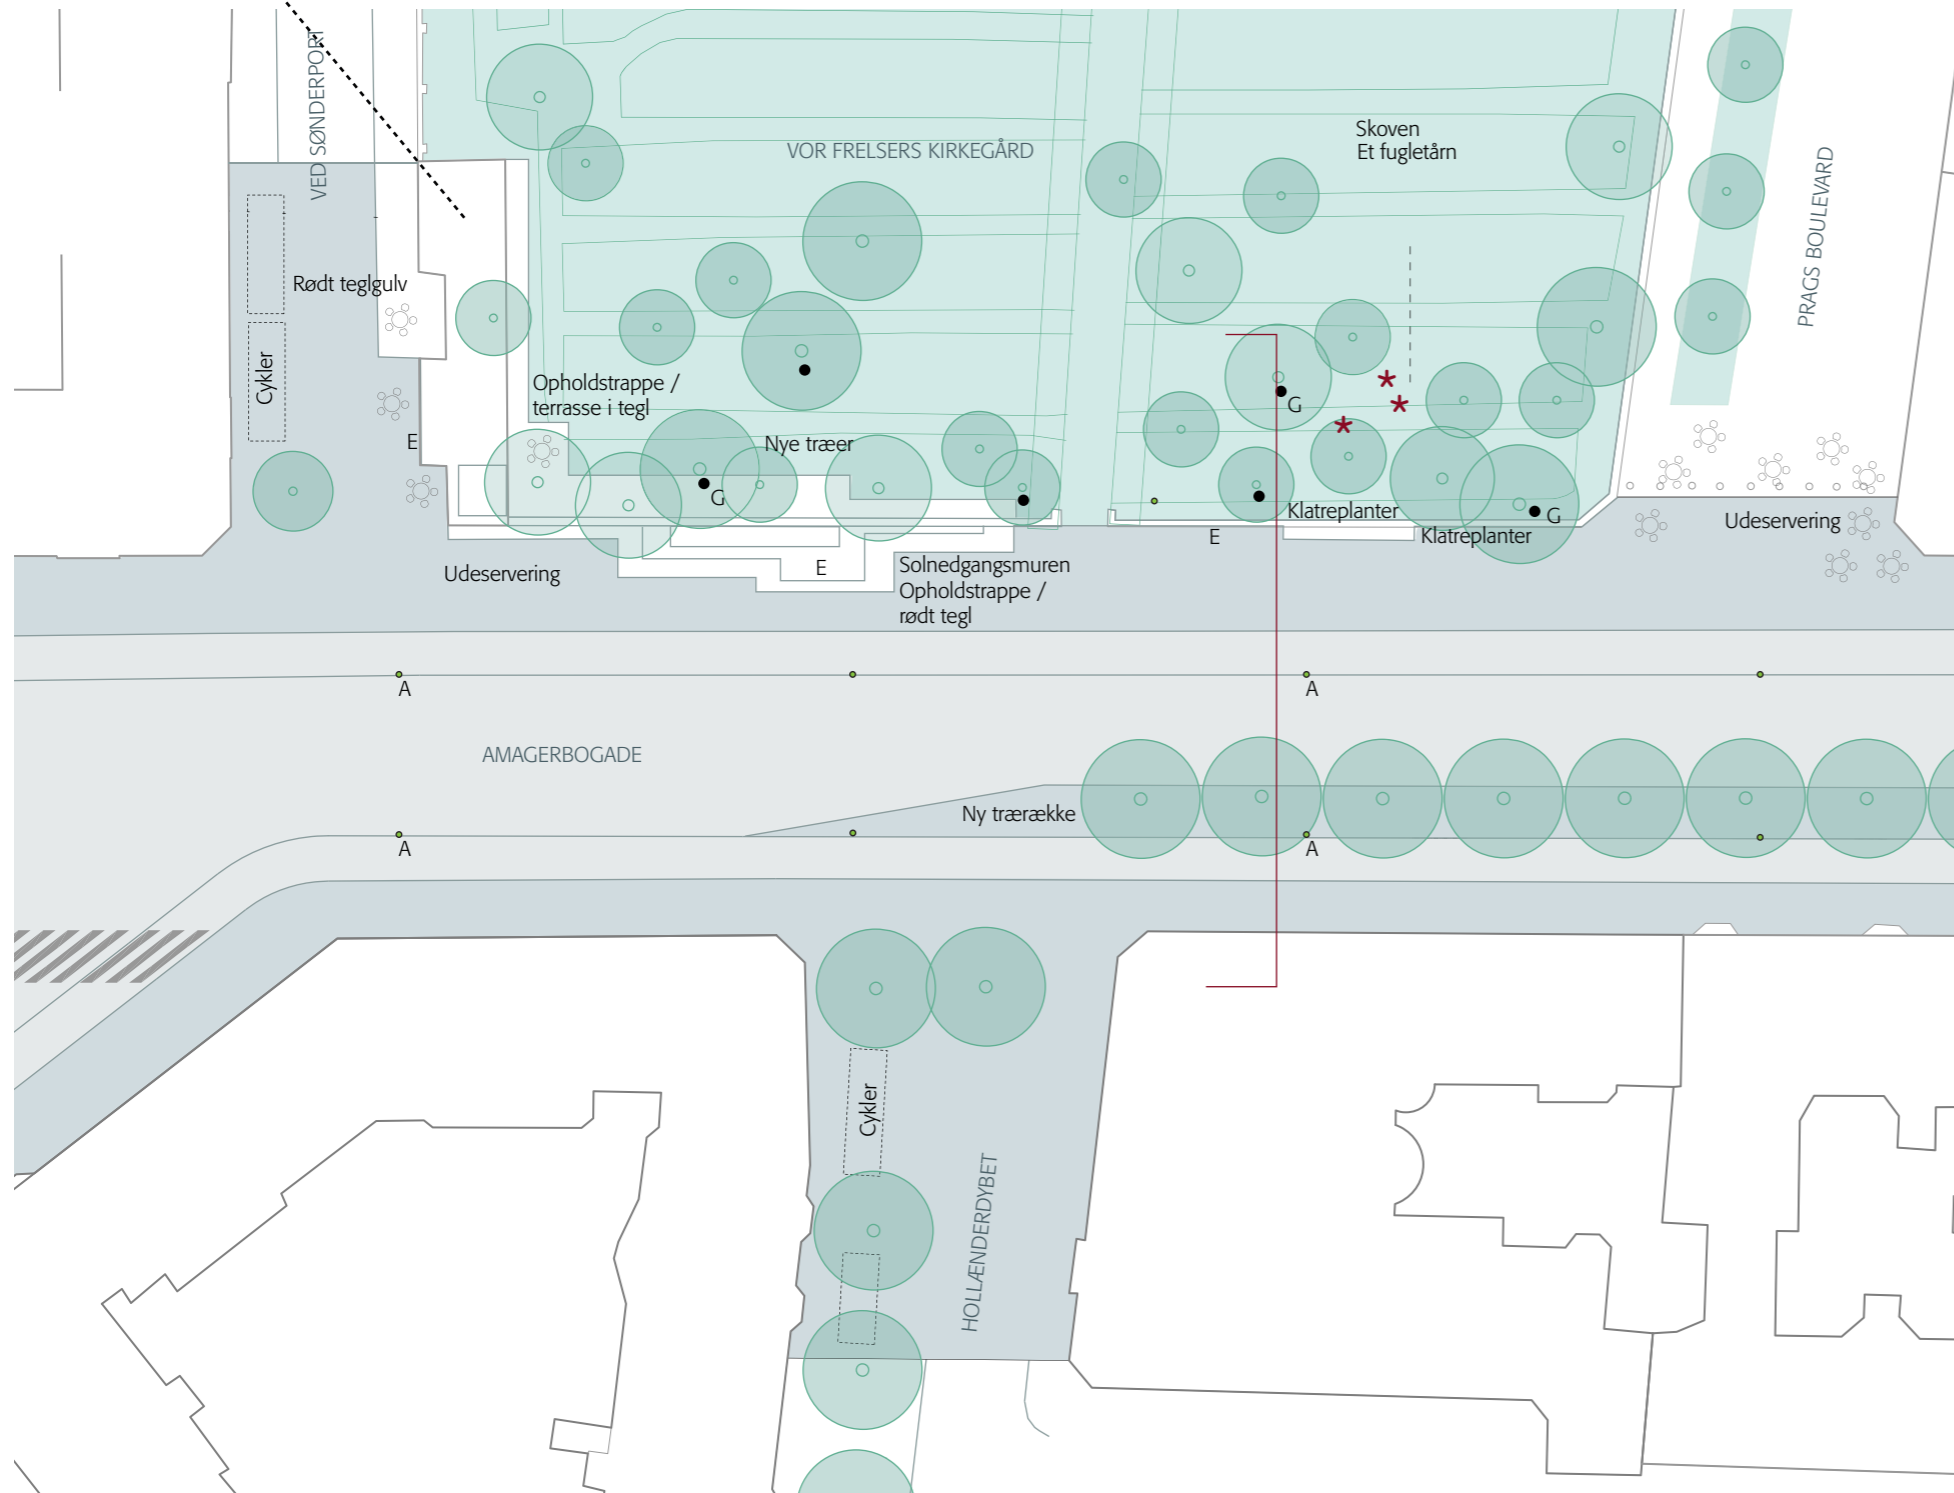 VED SØNDERPORT
VOR FRELSERS KIRKEGÅRD
Skoven
Et fugletårn
PRAGS BOULEVARD
Rødt teglgulv
Cykler
E
Opholdstrappe /
terrasse i tegl
Nye træer
G
G
G
Klatreplanter
Klatreplanter
E
Udeservering
Udeservering
E
Solnedgangsmuren
Opholdstrappe /
rødt tegl
A
A
AMAGERBOGADE
Ny trærække
A
A
Cykler
HOLLÆNDERDYBET